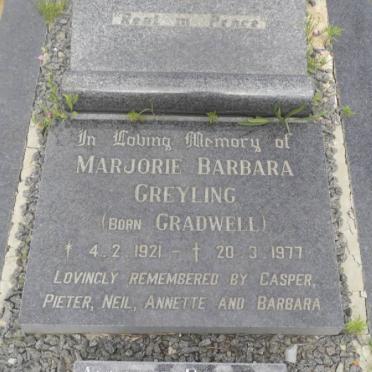 Rest in Peace
In Loving Memory of
MARJORIE BARBARA
GREYLING
(BORN GRADWELL)
* 4.2.1921 - † 20.3.1977
LOVINGLY REMEMBERED BY CASPER,
PIETER, NEIL, ANNETTE AND BARBARA